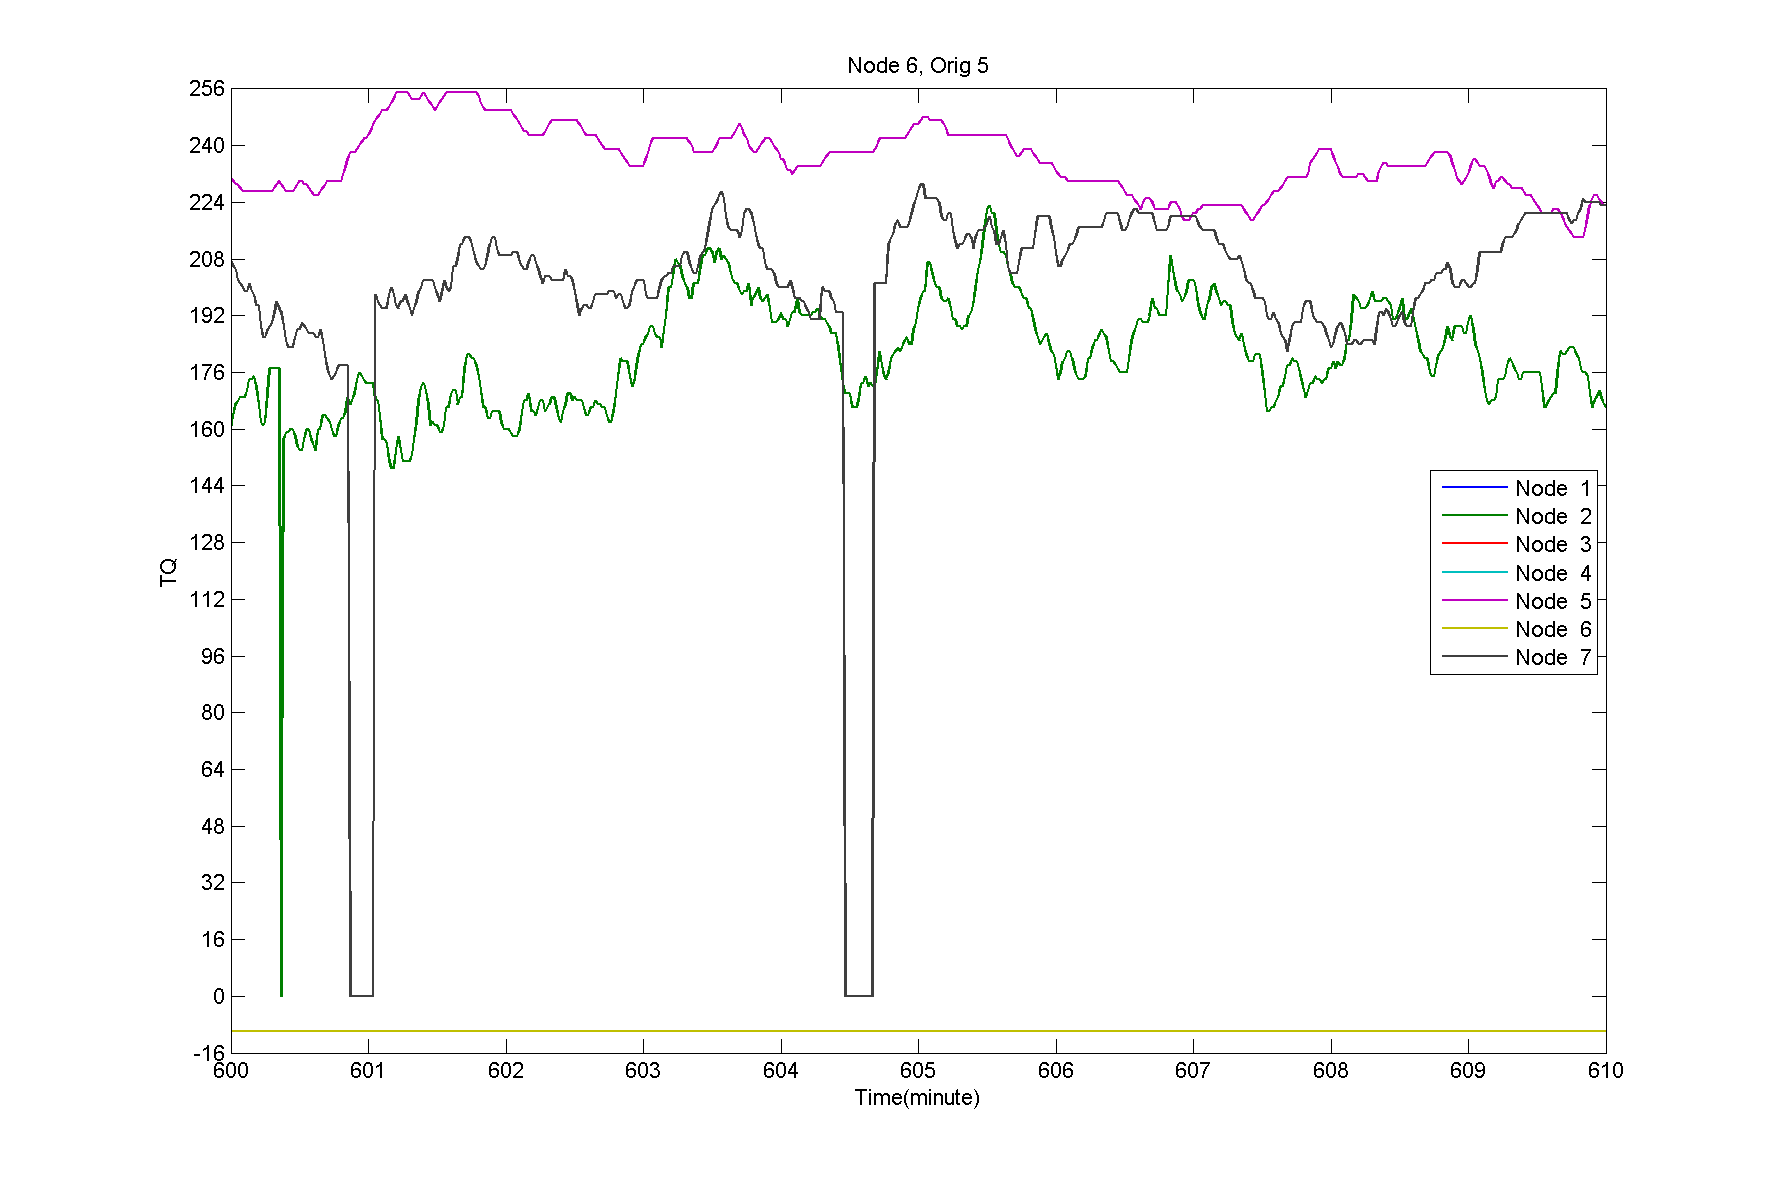 Node 6, Orig 5
256
240
224
208
192
176
160
144
128
112
96
80
64
48
32
16
0
-16
TQ
Node 1
Node 2
Node 3
Node 4
Node 5
Node 6
Node 7
600 601 602 603 604 605 606 607 608 609 610
Time(minute)